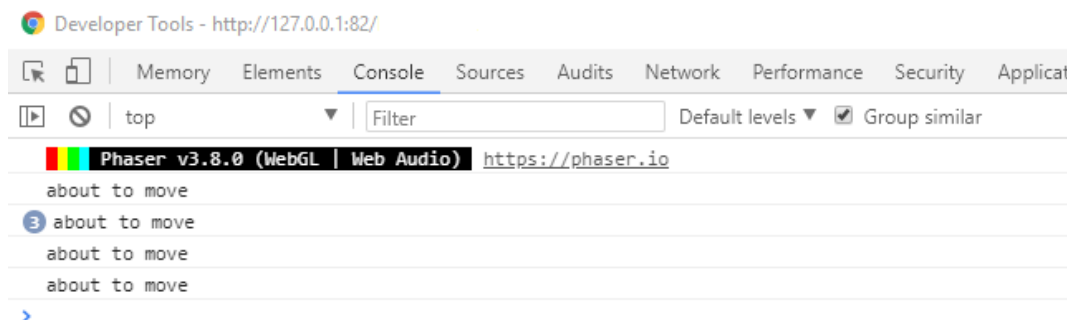 Developer Tools - http://127.0.0.1:82/
Memory Elements Console Sources Audits Network Performance Security Applicat
top Filter Default levels Group similar
Phaser v3.8.0 (WebGL | Web Audio) https://phaser.io
about to move
3 about to move
about to move
about to move